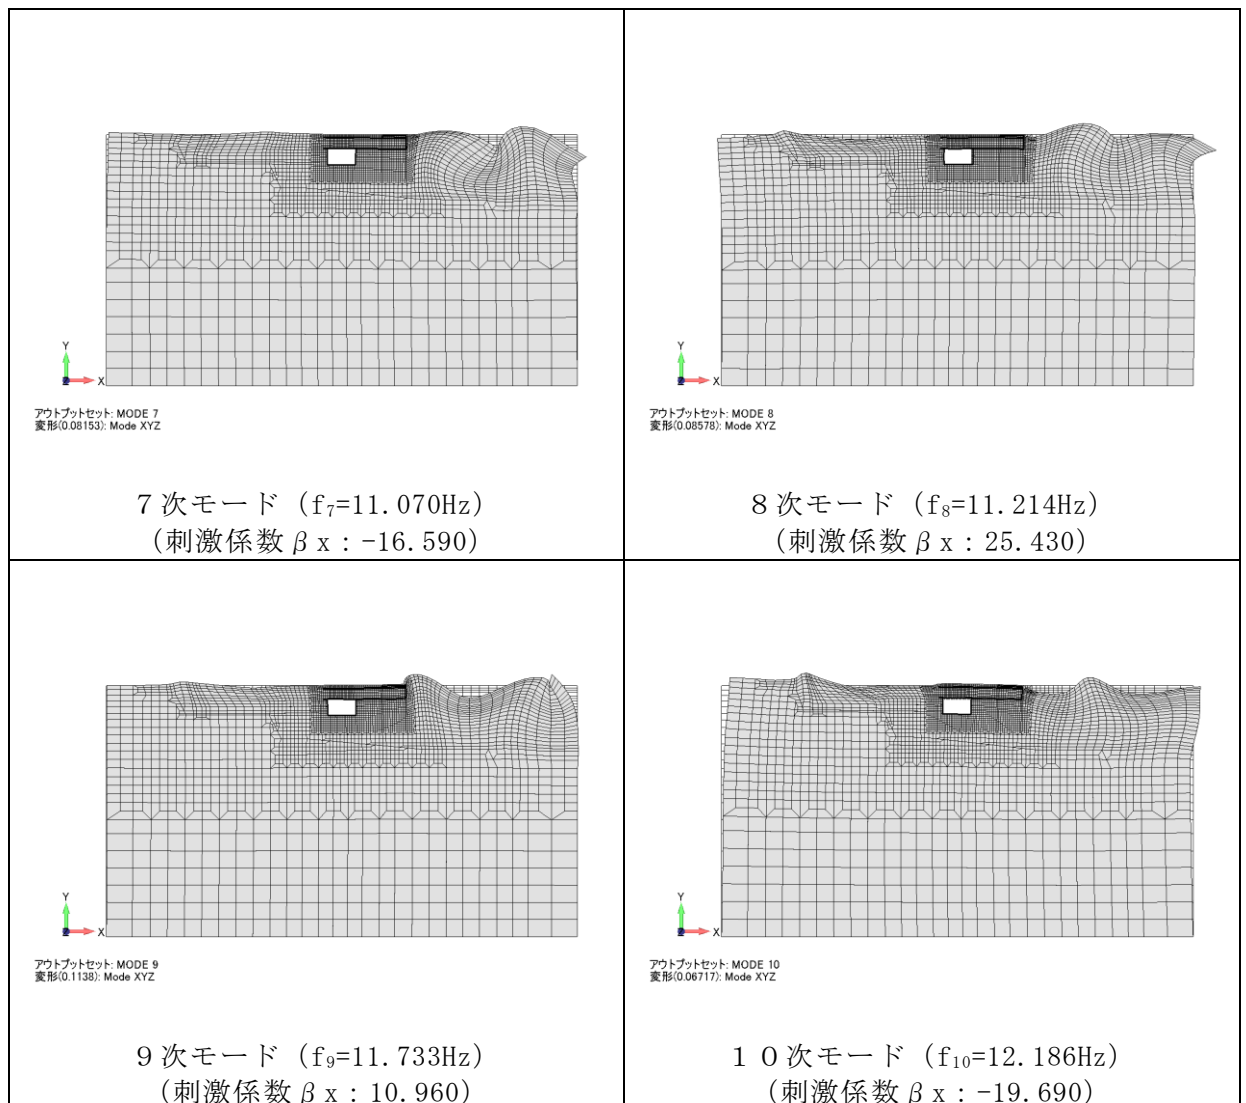 Y
X
アウトプットセット: MODE 7
変形(0.08153): Mode XYZ
７次モード（f₇=11.070Hz）
（刺激係数βx：-16.590）
Y
X
アウトプットセット: MODE 8
変形(0.08578): Mode XYZ
８次モード（f₈=11.214Hz）
（刺激係数βx：25.430）
Y
X
アウトプットセット: MODE 9
変形(0.1138): Mode XYZ
９次モード（f₉=11.733Hz）
（刺激係数βx：10.960）
Y
X
アウトプットセット: MODE 10
変形(0.06717): Mode XYZ
１０次モード（f₁₀=12.186Hz）
（刺激係数βx：-19.690）